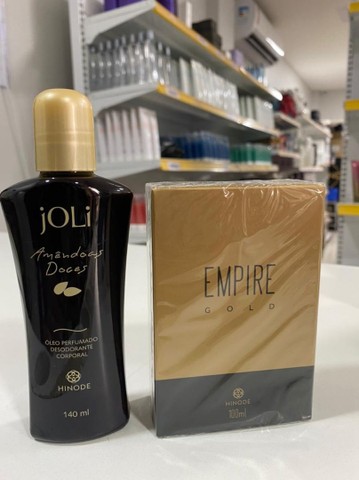 jOLi
Amêndoas
Doces
ÓLEO PERFUMADO
DESODORANTE
CORPORAL
HINODE
140 ml
EMPIRE
GOLD
HINODE
100ml